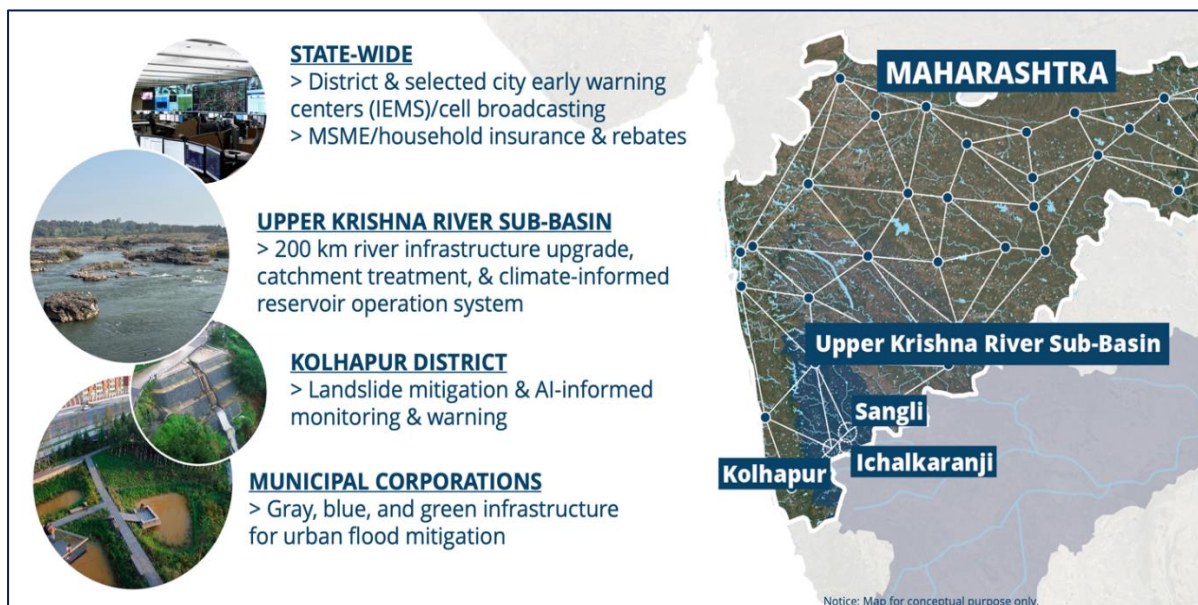 STATE-WIDE
> District & selected city early warning
centers (IEMS)/cell broadcasting
> MSME/household insurance & rebates
UPPER KRISHNA RIVER SUB-BASIN
> 200 km river infrastructure upgrade,
catchment treatment, & climate-informed
reservoir operation system
KOLHAPUR DISTRICT
> Landslide mitigation & AI-informed
monitoring & warning
MUNICIPAL CORPORATIONS
> Gray, blue, and green infrastructure
for urban flood mitigation
MAHARASHTRA
Upper Krishna River Sub-Basin
Sangli
Ichalkaranji
Kolhapur
Notice: Map for conceptual purpose only.